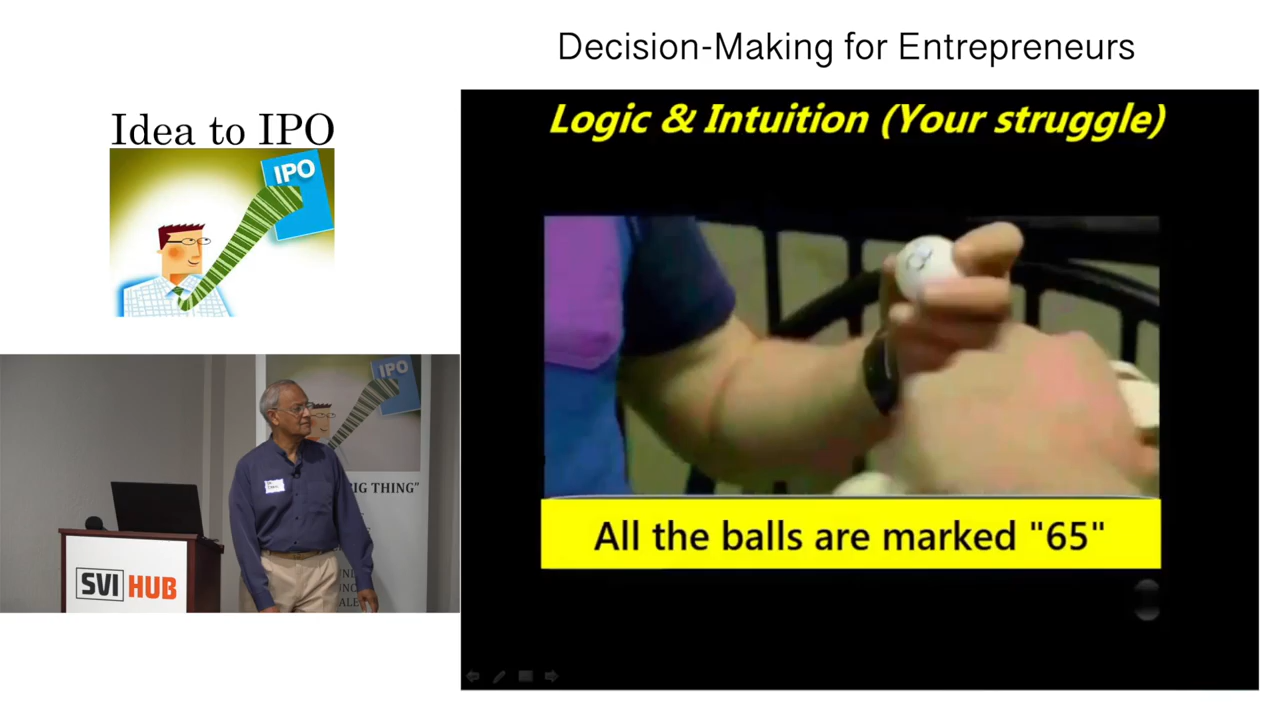 Decision-Making for Entrepreneurs
Idea to IPO
IPO
Logic & Intuition (Your struggle)
All the balls are marked "65"
IPO
IG THING"
SVI HUB